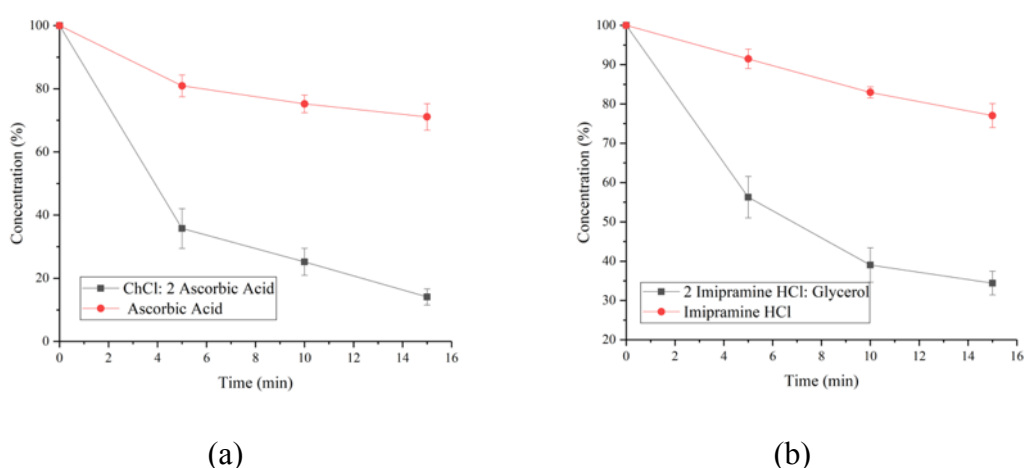 100
80
60
40
20
0
Concentration (%)
ChCl: 2 Ascorbic Acid
Ascorbic Acid
0 2 4 6 8 10 12 14 16
Time (min)
(a)
100
90
80
70
60
50
40
30
20
Concentration (%)
2 Imipramine HCl: Glycerol
Imipramine HCl
0 2 4 6 8 10 12 14 16
Time (min)
(b)